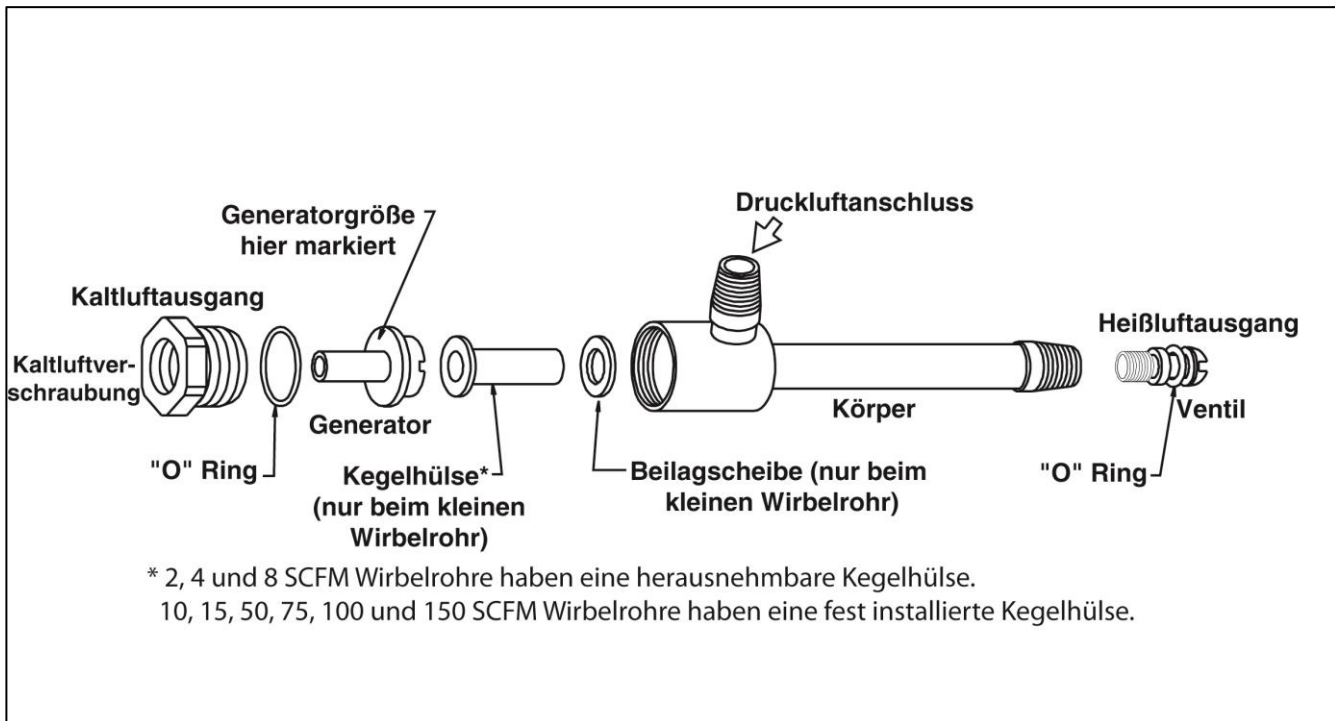 Druckluftanschluss
Generatorgröße
hier markiert
Kaltluftausgang
Heißluftausgang
Kaltluftver-
schraubung
Körper
Ventil
Generator
"O" Ring
Kegelhülse*
(nur beim kleinen
Wirbelrohr)
Beilagscheibe (nur beim
kleinen Wirbelrohr)
"O" Ring
* 2, 4 und 8 SCFM Wirbelrohre haben eine herausnehmbare Kegelhülse.
10, 15, 50, 75, 100 und 150 SCFM Wirbelrohre haben eine fest installierte Kegelhülse.